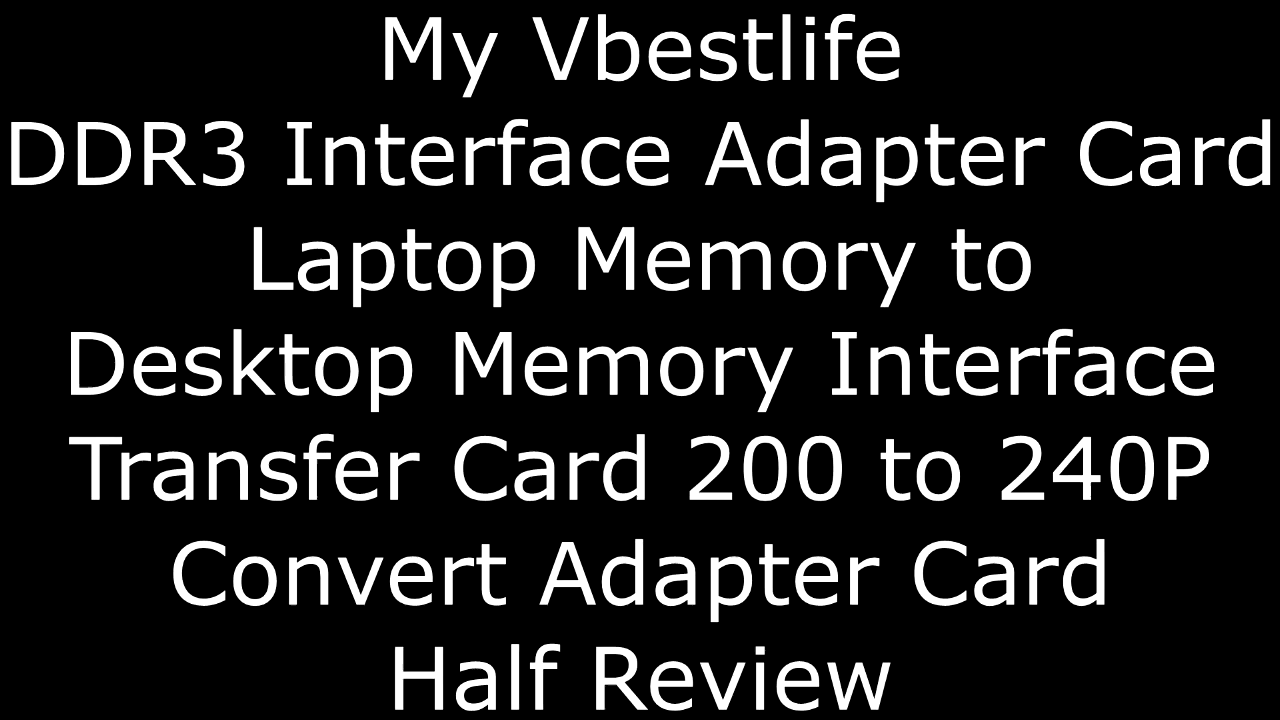 My Vbestlife
DDR3 Interface Adapter Card
Laptop Memory to
Desktop Memory Interface
Transfer Card 200 to 240P
Convert Adapter Card
Half Review